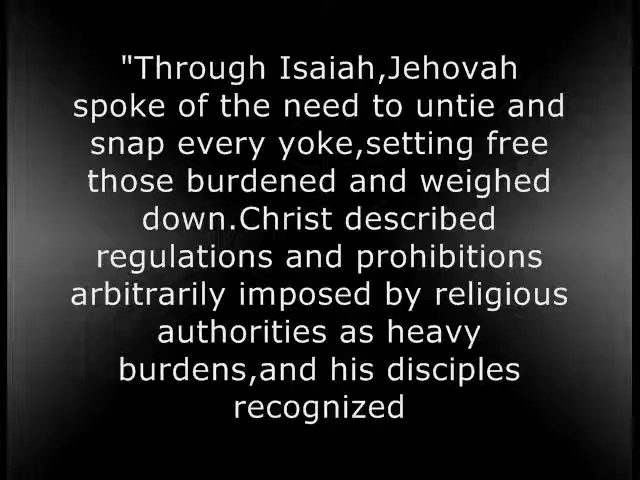 "Through Isaiah,Jehovah
spoke of the need to untie and
snap every yoke,setting free
those burdened and weighed
down.Christ described
regulations and prohibitions
arbitrarily imposed by religious
authorities as heavy
burdens,and his disciples
recognized